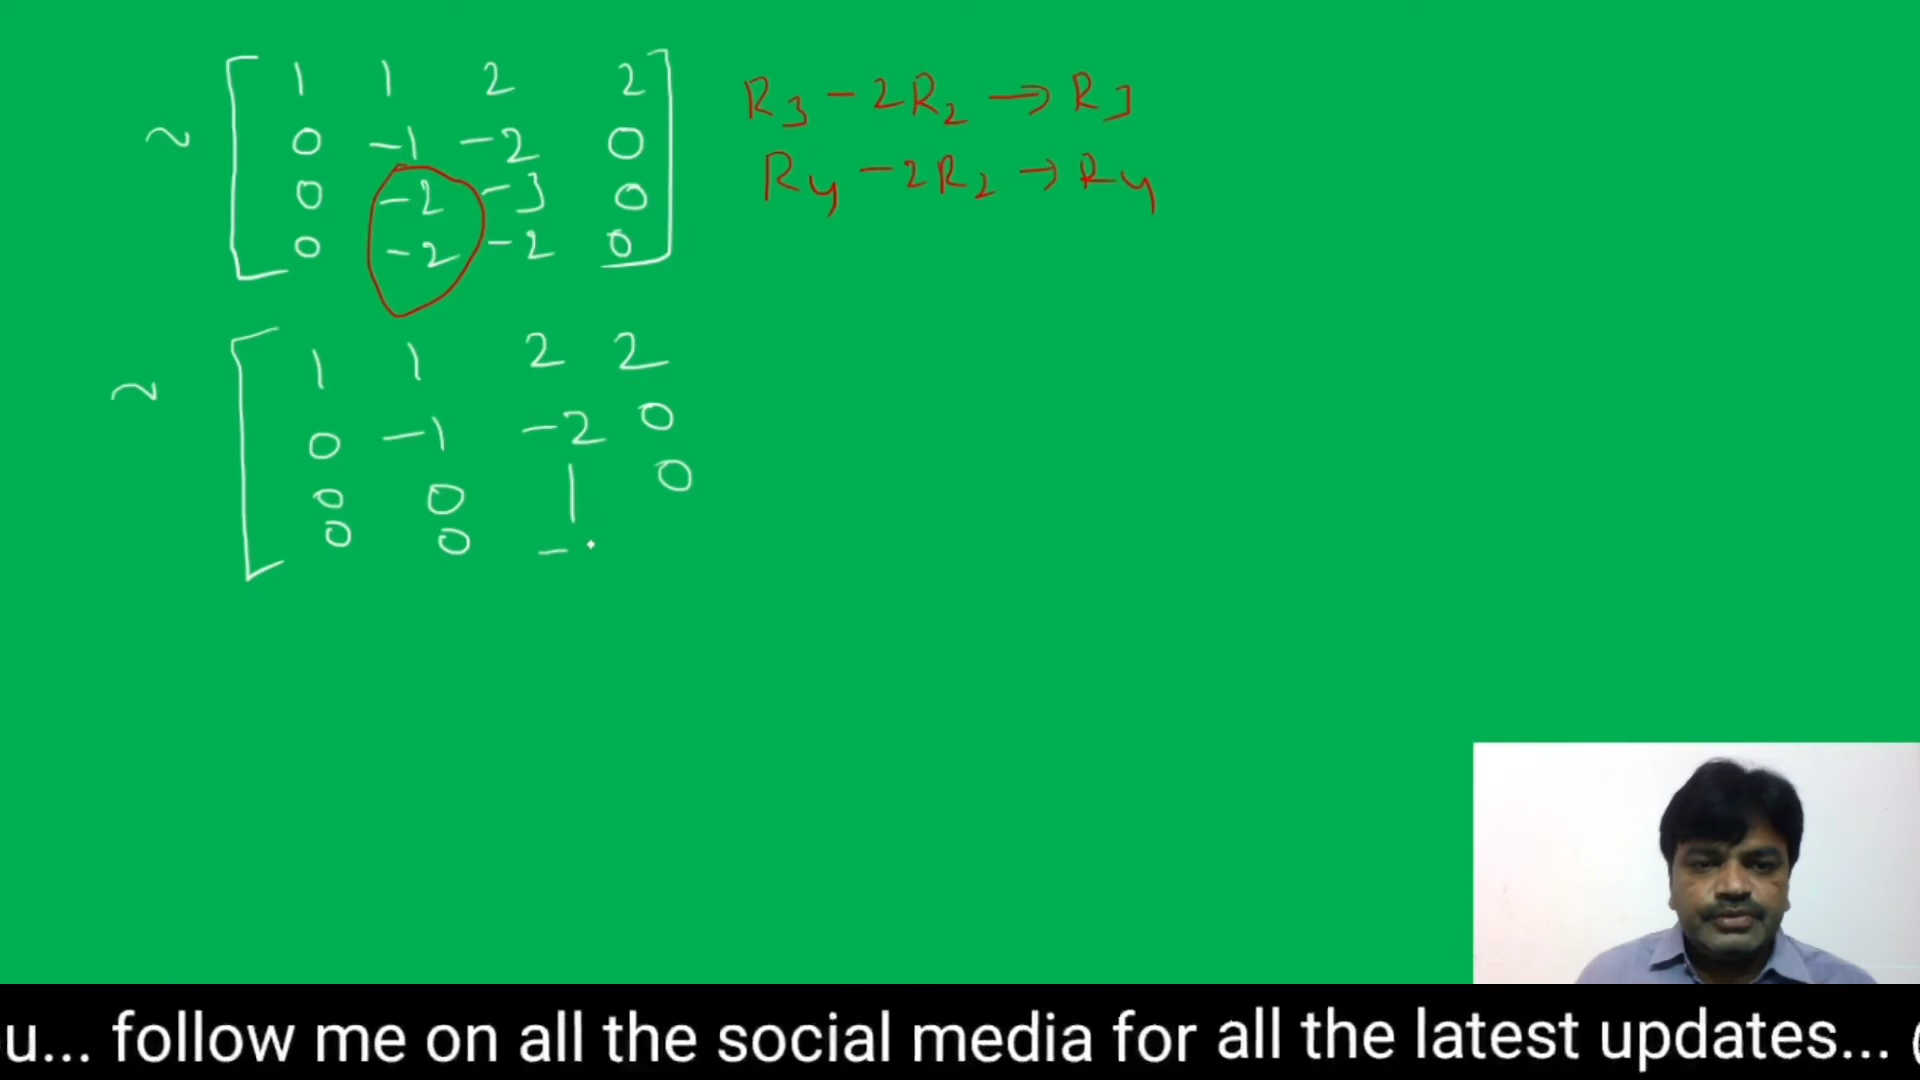 ~ [ 1 1 2 2 ] R3 - 2R2 → R3
0 -1 -2 0 R4 - 2R2 → R4
0 -2 -3 0
0 -2 -2 0
~ [ 1 1 2 2
0 -1 -2 0
0 0 1 0
0 0 -
u... follow me on all the social media for all the latest updates...